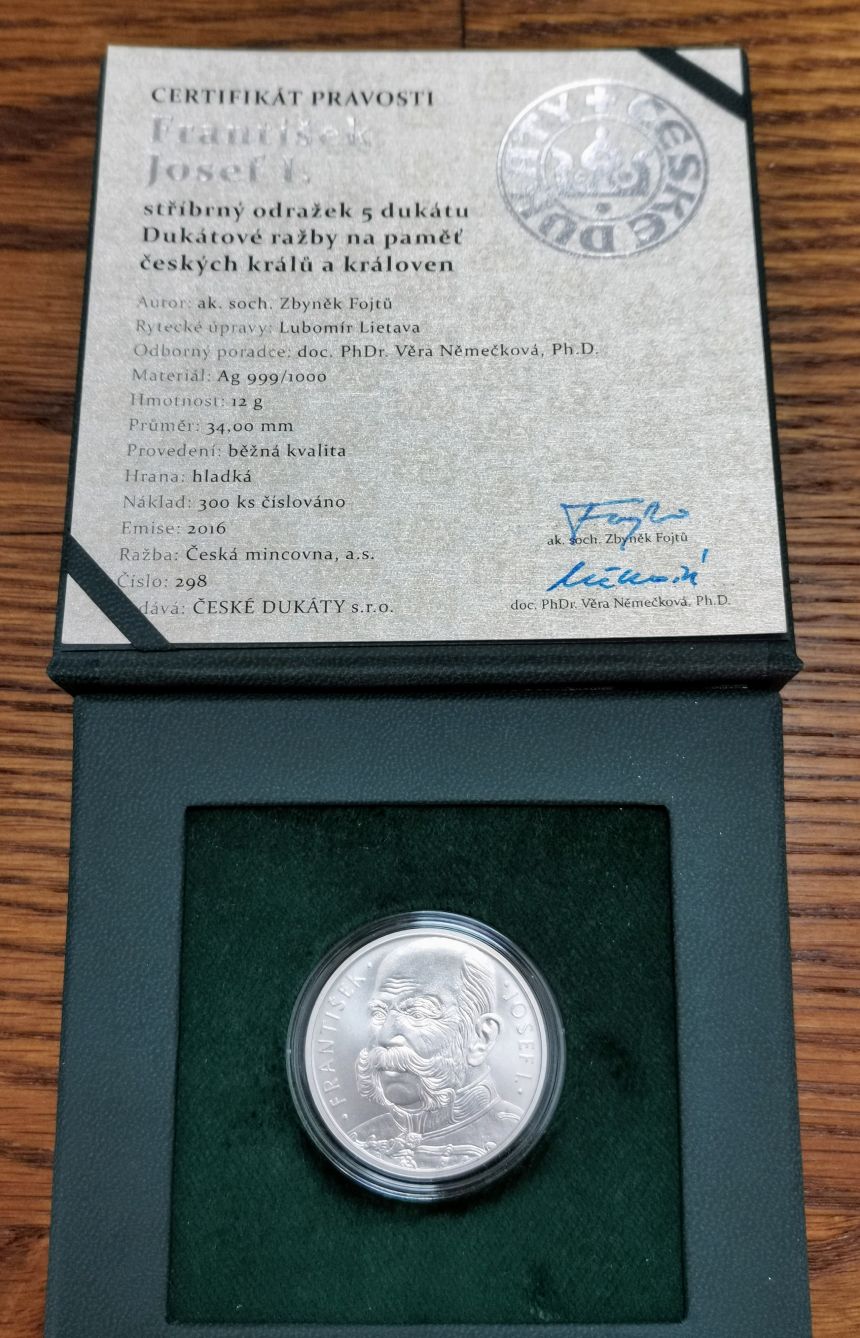 CERTIFIKÁT PRAVOSTI
František
Josef I.
ČESKÉ DUKÁTY
stříbrný odražek 5 dukátu
Dukátové ražby na paměť
českých králů a královen
Autor: ak. soch. Zbyněk Fojtů
Rytecké úpravy: Lubomír Lietava
Odborný poradce: doc. PhDr. Věra Němečková, Ph.D.
Materiál: Ag 999/1000
Hmotnost: 12 g
Průměr: 34,00 mm
Provedení: běžná kvalita
Hrana: hladká
Náklad: 300 ks číslováno
Emise: 2016
Ražba: Česká mincovna, a.s.
Číslo: 298
dává: ČESKÉ DUKÁTY s.r.o.
ak. soch. Zbyněk Fojtů
doc. PhDr. Věra Němečková, Ph.D.
· FRANTIŠEK · JOSEF I. ·